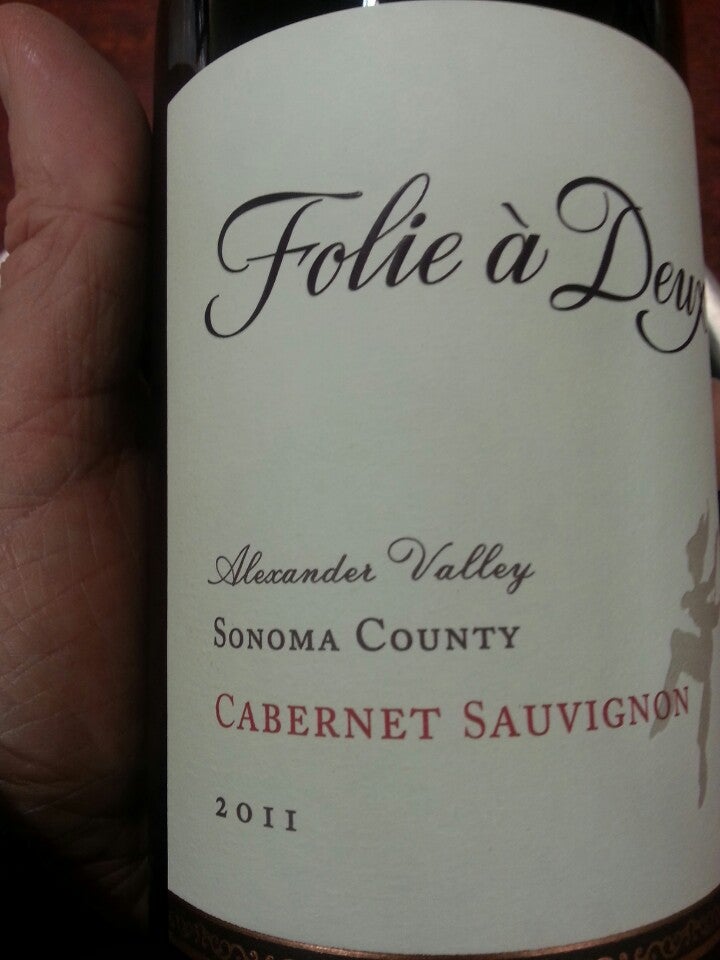 Folie à Deux
Alexander Valley
SONOMA COUNTY
CABERNET SAUVIGNON
2011